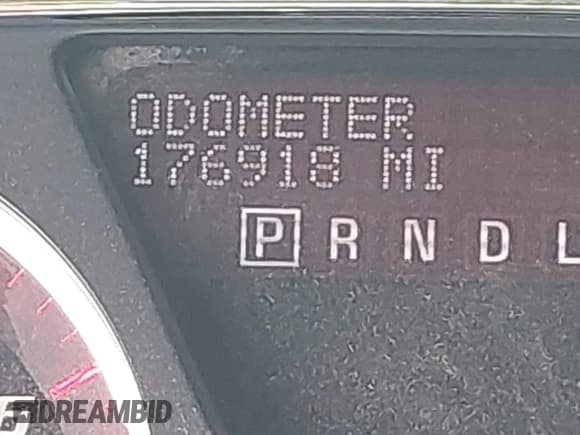 ODOMETER
176918 MI
P R N D L
DREAMBID